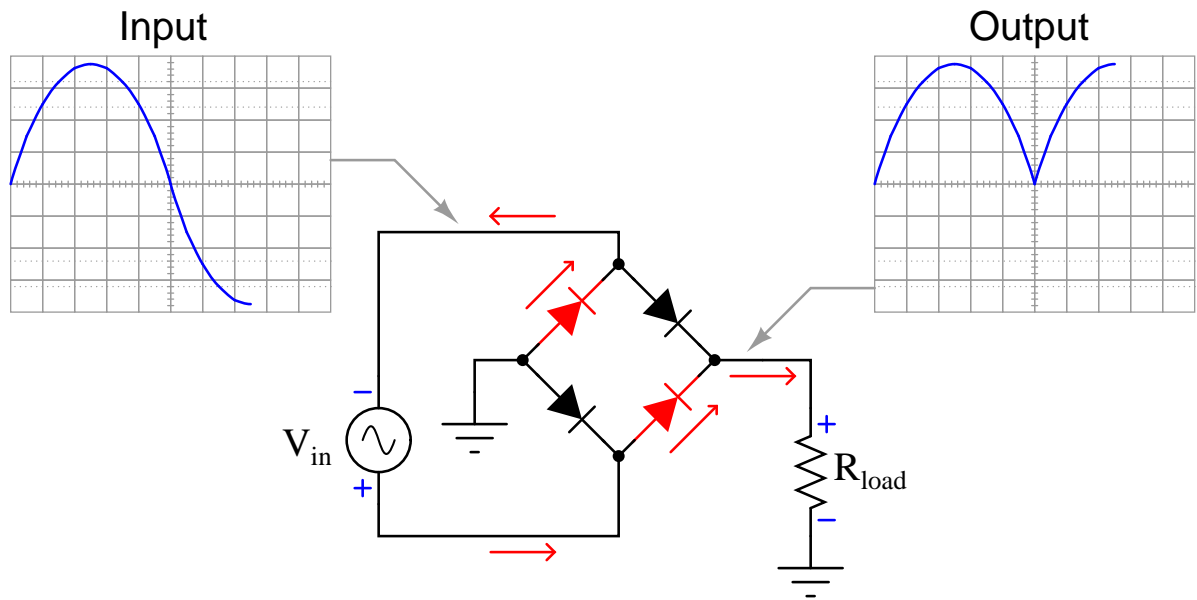 Input
Output
−
V_in
+
+
R_load
−